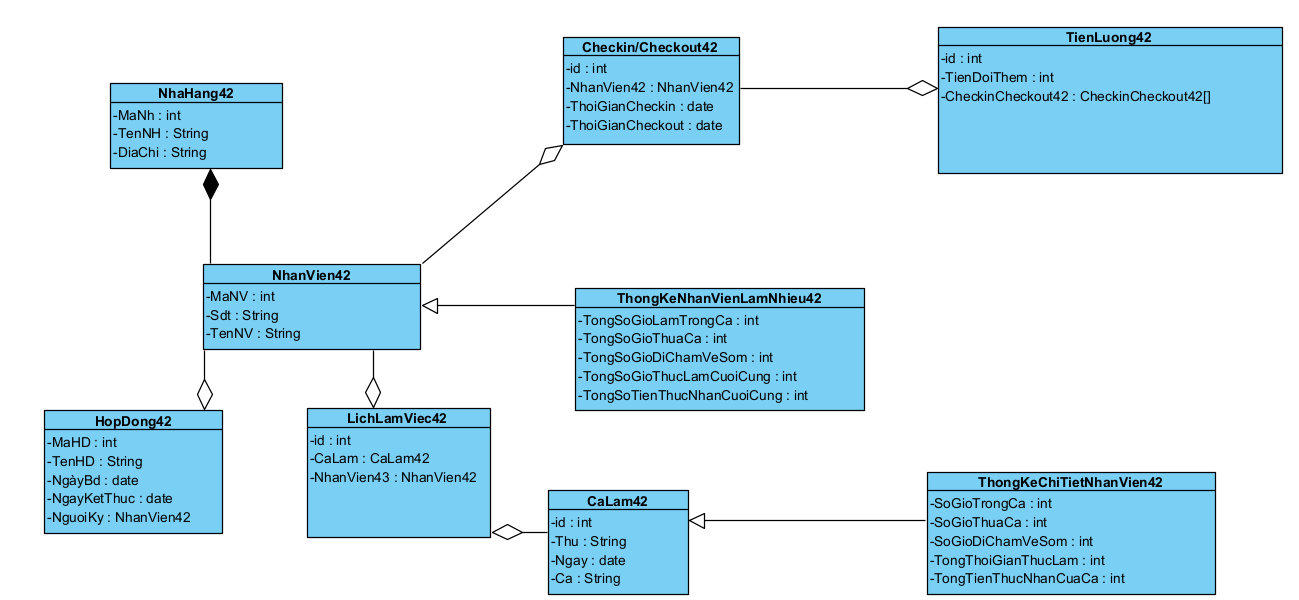 NhaHang42
-MaNh : int
-TenNH : String
-DiaChi : String
Checkin/Checkout42
-id : int
-NhanVien42 : NhanVien42
-ThoiGianCheckin : date
-ThoiGianCheckout : date
TienLuong42
-id : int
-TienDoiThem : int
-CheckinCheckout42 : CheckinCheckout42[]
NhanVien42
-MaNV : int
-Sdt : String
-TenNV : String
ThongKeNhanVienLamNhieu42
-TongSoGioLamTrongCa : int
-TongSoGioThuaCa : int
-TongSoGioDiChamVeSom : int
-TongSoGioThucLamCuoiCung : int
-TongSoTienThucNhanCuoiCung : int
HopDong42
-MaHD : int
-TenHD : String
-NgàyBd : date
-NgayKetThuc : date
-NguoiKy : NhanVien42
LichLamViec42
-id : int
-CaLam : CaLam42
-NhanVien43 : NhanVien42
CaLam42
-id : int
-Thu : String
-Ngay : date
-Ca : String
ThongKeChiTietNhanVien42
-SoGioTrongCa : int
-SoGioThuaCa : int
-SoGioDiChamVeSom : int
-TongThoiGianThucLam : int
-TongTienThucNhanCuaCa : int